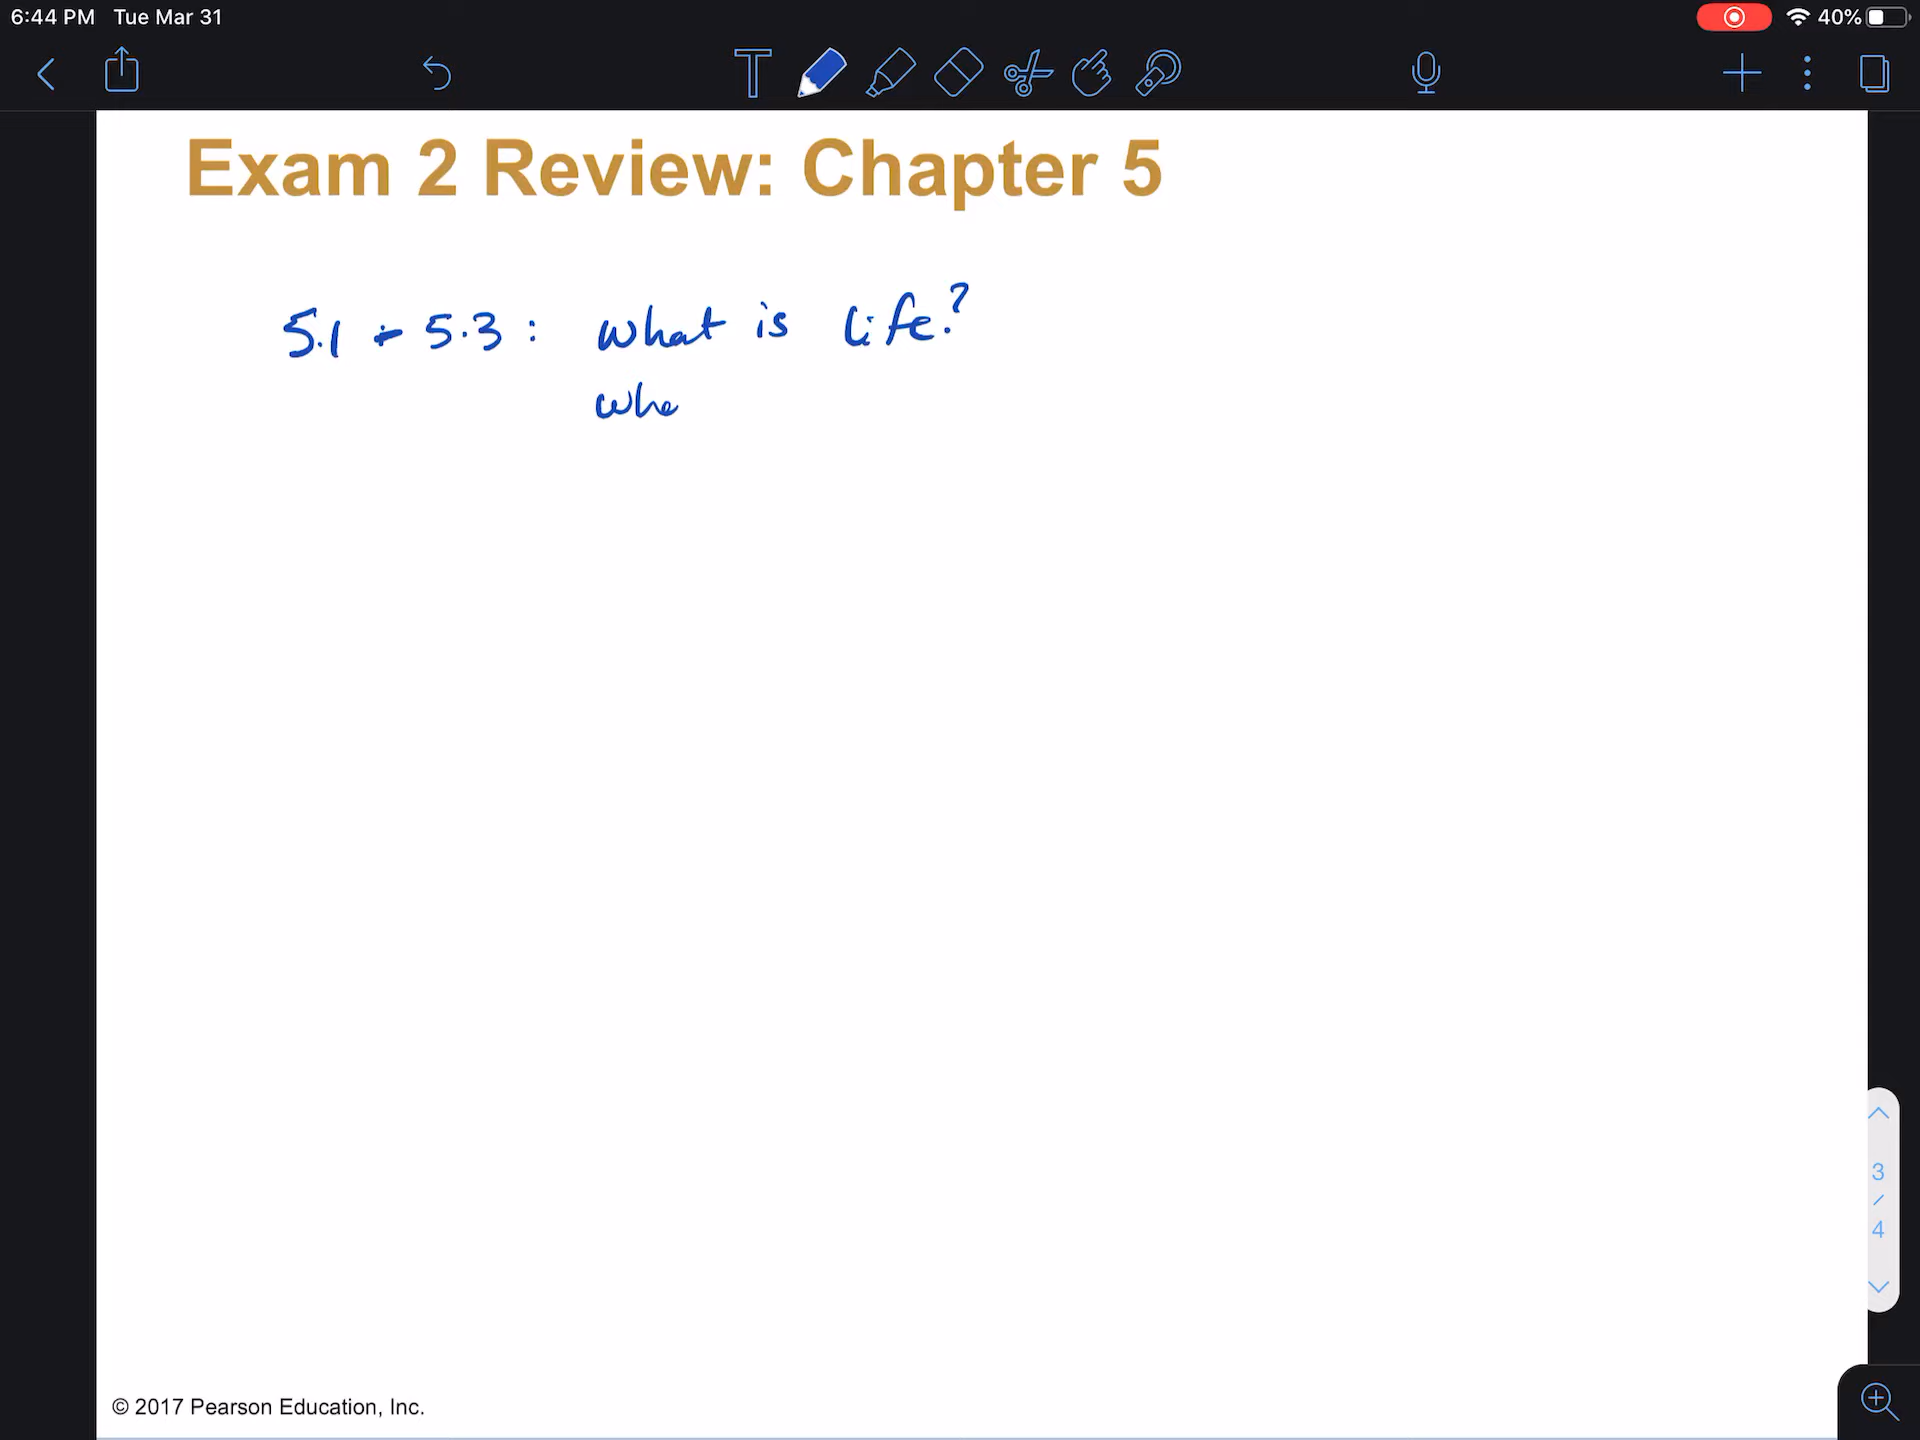 6:44 PM Tue Mar 31
40%
T
Exam 2 Review: Chapter 5
5.1 - 5.3 : What is life?
whe
3
/
4
© 2017 Pearson Education, Inc.